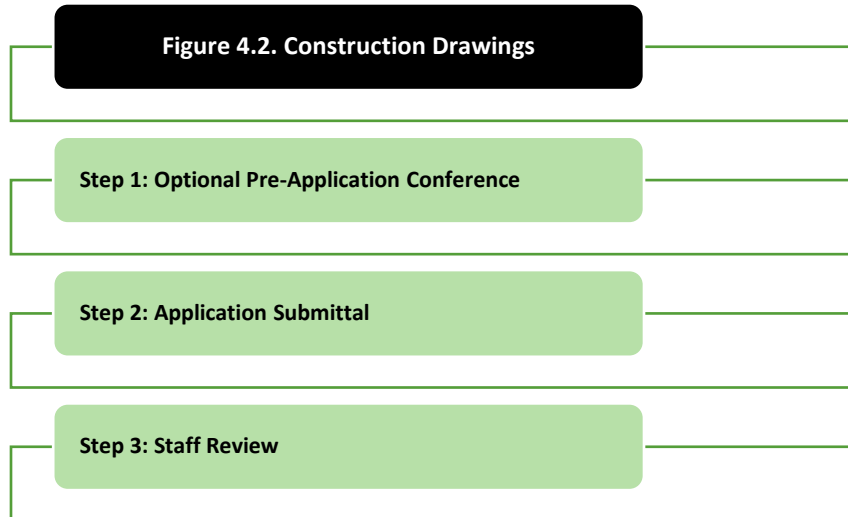 Figure 4.2. Construction Drawings
Step 1: Optional Pre-Application Conference
Step 2: Application Submittal
Step 3: Staff Review